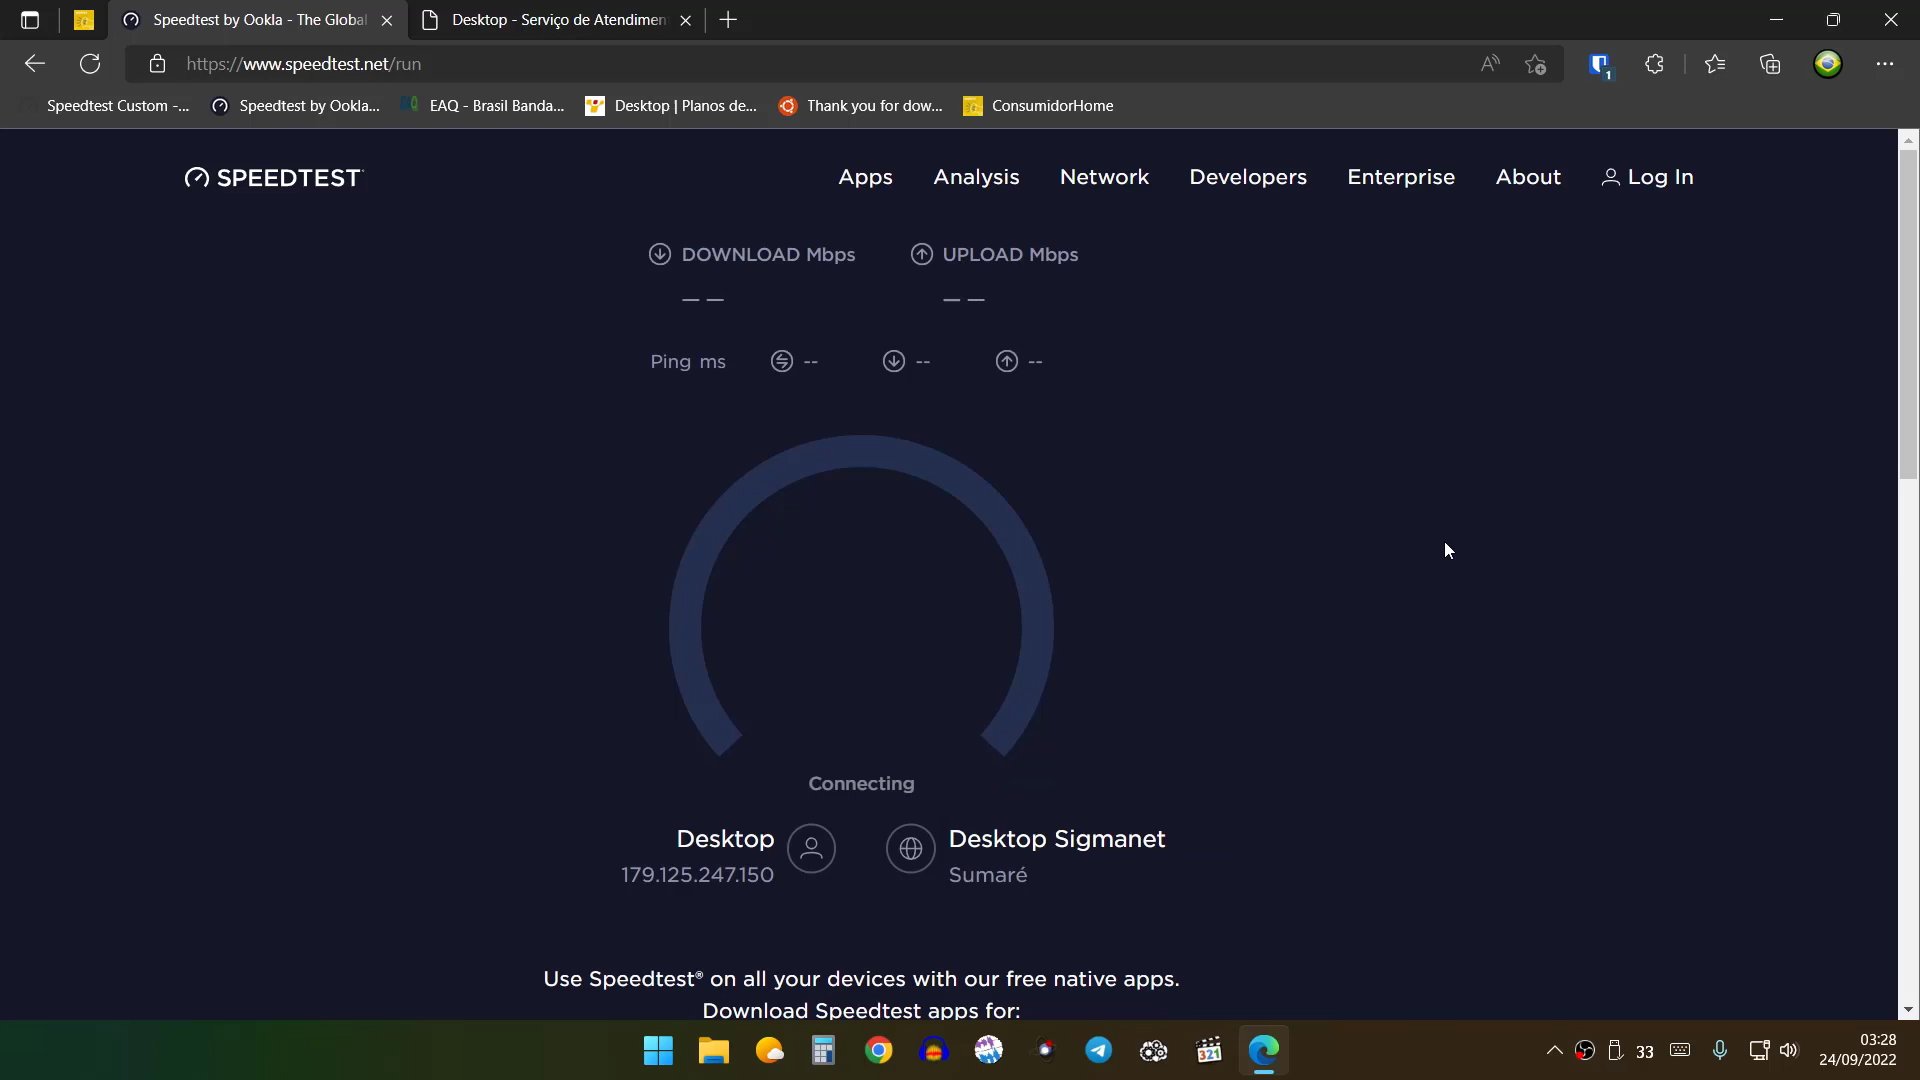 Speedtest by Ookla - The Global
Desktop - Serviço de Atendimen
https://www.speedtest.net/run
1
Speedtest Custom -...
Speedtest by Ookla...
EAQ - Brasil Banda...
Desktop | Planos de...
Thank you for dow...
ConsumidorHome
SPEEDTEST
Apps
Analysis
Network
Developers
Enterprise
About
Log In
DOWNLOAD Mbps
UPLOAD Mbps
— —
— —
Ping ms
--
--
--
Connecting
Desktop
179.125.247.150
Desktop Sigmanet
Sumaré
Use Speedtest® on all your devices with our free native apps.
Download Speedtest apps for:
321
33
03:28
24/09/2022